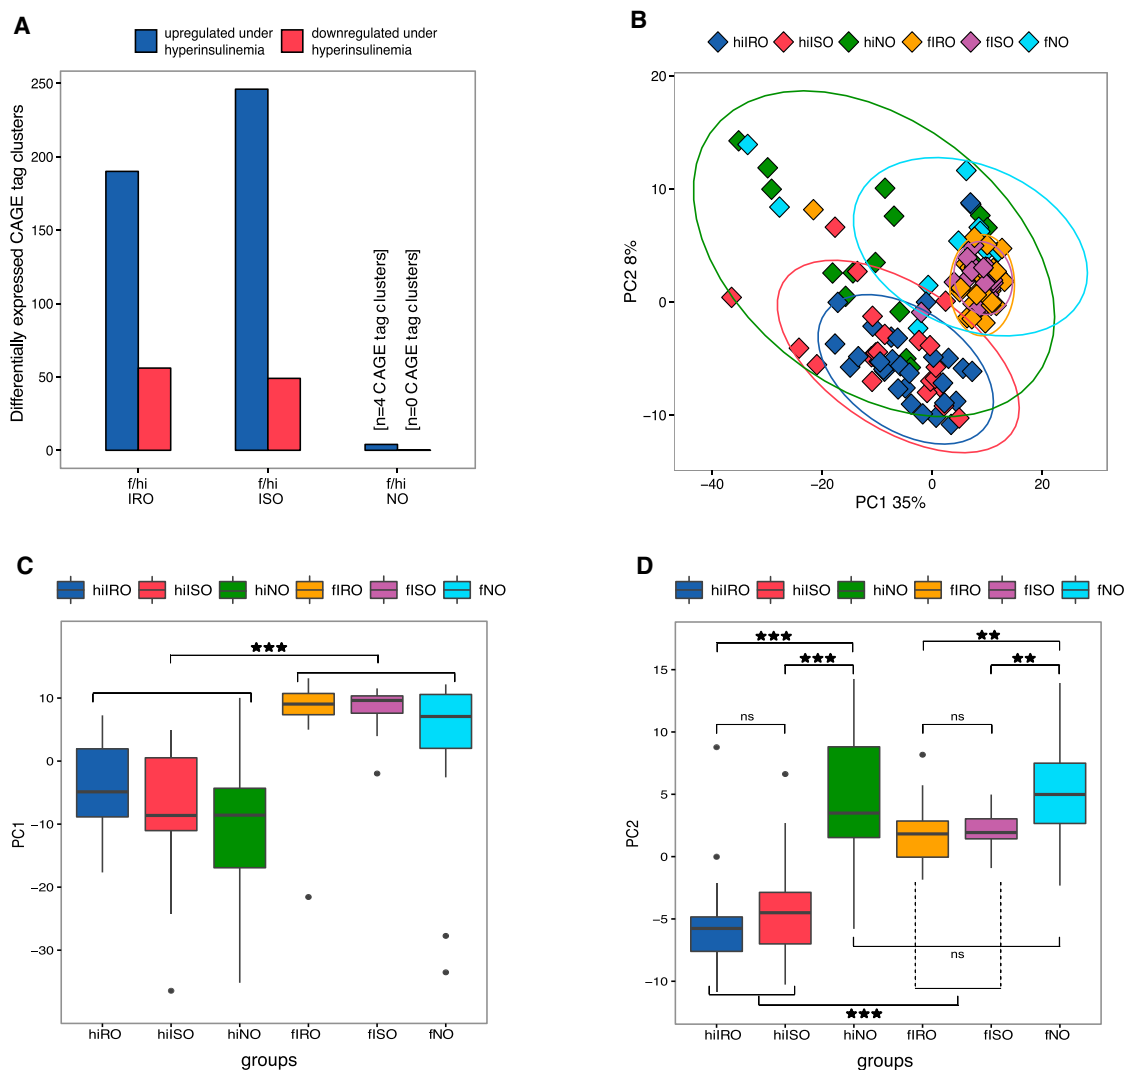 A
upregulated under
hyperinsulinemia
downregulated under
hyperinsulinemia
Differentially expressed CAGE tag clusters
250
200
150
100
50
0
[n=4 CAGE tag clusters]
[n=0 CAGE tag clusters]
f/hi
IRO
f/hi
ISO
f/hi
NO
B
hiIRO
hiISO
hiNO
fIRO
fISO
fNO
PC2 8%
20
10
0
−10
−40
−20
0
20
PC1 35%
C
hiIRO
hiISO
hiNO
fIRO
fISO
fNO
★★★
PC1
10
0
−10
−20
−30
hiRO
hiISO
hiNO
fIRO
fISO
fNO
groups
D
hiIRO
hiISO
hiNO
fIRO
fISO
fNO
★★★
★★
★★★
★★
ns
ns
PC2
15
10
5
0
−5
−10
ns
★★★
hiIRO
hiISO
hiNO
fIRO
fISO
fNO
groups